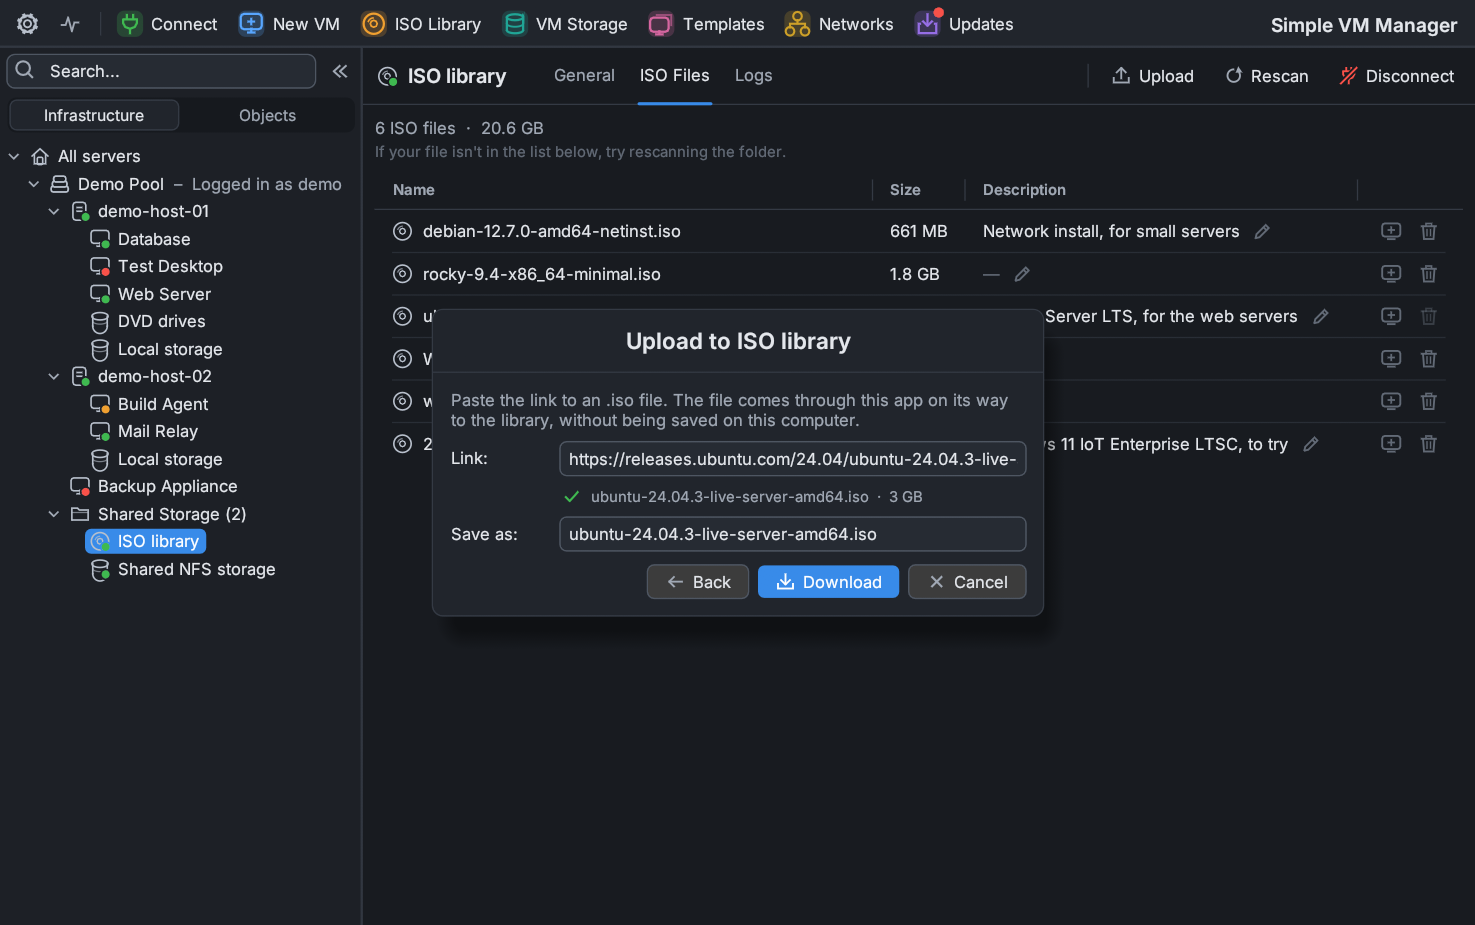 Connect New VM ISO Library VM Storage Templates Networks Updates Simple VM Manager
Search...
Infrastructure Objects
All servers
Demo Pool – Logged in as demo
demo-host-01
Database
Test Desktop
Web Server
DVD drives
Local storage
demo-host-02
Build Agent
Mail Relay
Local storage
Backup Appliance
Shared Storage (2)
ISO library
Shared NFS storage
ISO library General ISO Files Logs Upload Rescan Disconnect
6 ISO files · 20.6 GB
If your file isn't in the list below, try rescanning the folder.
Name Size Description
debian-12.7.0-amd64-netinst.iso 661 MB Network install, for small servers
rocky-9.4-x86_64-minimal.iso 1.8 GB —
Server LTS, for the web servers
11 IoT Enterprise LTSC, to try
Upload to ISO library
Paste the link to an .iso file. The file comes through this app on its way
to the library, without being saved on this computer.
Link: https://releases.ubuntu.com/24.04/ubuntu-24.04.3-live-
ubuntu-24.04.3-live-server-amd64.iso · 3 GB
Save as: ubuntu-24.04.3-live-server-amd64.iso
Back Download Cancel